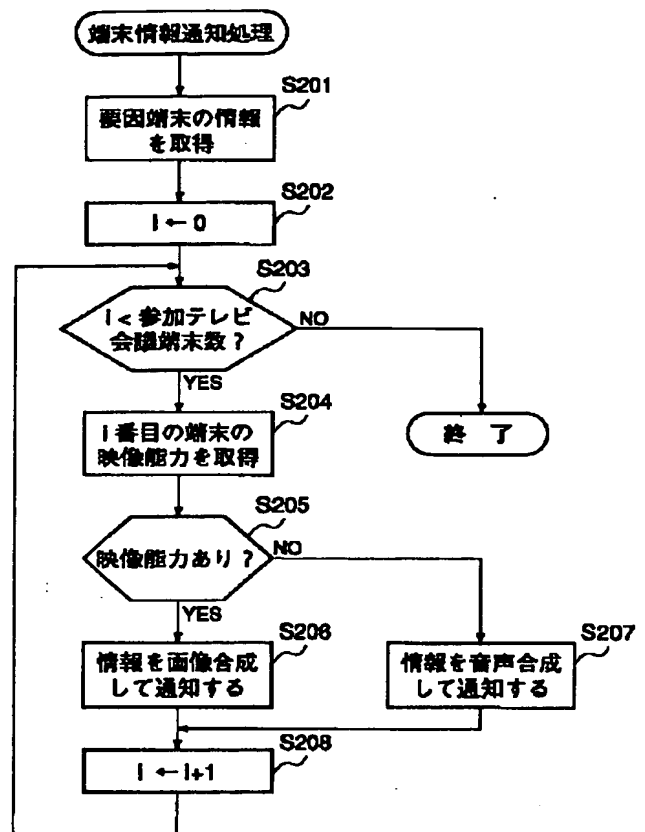 端末情報通知処理
S201
要因端末の情報
を取得
S202
i ← 0
S203
i < 参加テレビ
会議端末数？
NO
YES
S204
i 番目の端末の
映像能力を取得
終 了
S205
映像能力あり？
NO
YES
S206
情報を画像合成
して通知する
S207
情報を音声合成
して通知する
S208
i ← i+1